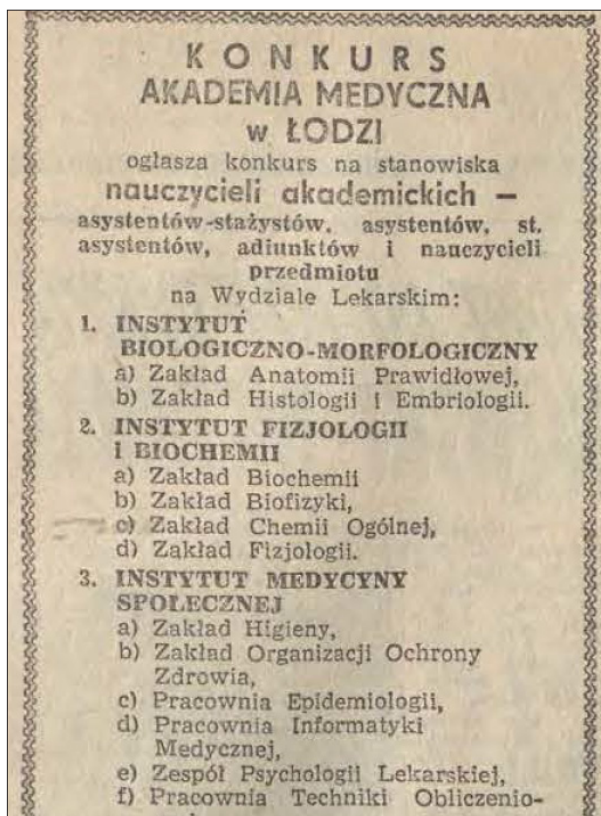 KONKURS
AKADEMIA MEDYCZNA
w ŁODZI
ogłasza konkurs na stanowiska
nauczycieli akademickich —
asystentów-stażystów, asystentów, st.
asystentów, adiunktów i nauczycieli
przedmiotu
na Wydziale Lekarskim:
1. INSTYTUT
BIOLOGICZNO-MORFOLOGICZNY
a) Zakład Anatomii Prawidłowej,
b) Zakład Histologii i Embriologii.
2. INSTYTUT FIZJOLOGII
I BIOCHEMII
a) Zakład Biochemii
b) Zakład Biofizyki,
c) Zakład Chemii Ogólnej,
d) Zakład Fizjologii.
3. INSTYTUT MEDYCYNY
SPOŁECZNEJ
a) Zakład Higieny,
b) Zakład Organizacji Ochrony
Zdrowia,
c) Pracownia Epidemiologii,
d) Pracownia Informatyki
Medycznej,
e) Zespół Psychologii Lekarskiej,
f) Pracownia Techniki Obliczenio-